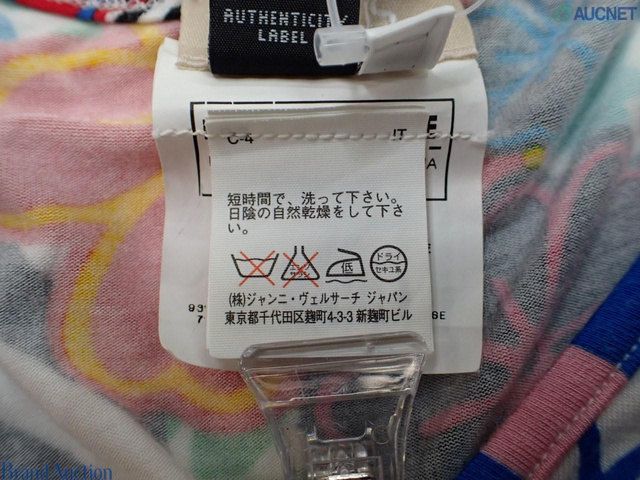 AUCNET
AUTHENTICITY
LABEL
C-4 IT
E
A
短時間で、洗って下さい。
日陰の自然乾燥をして下さ
い。
低
ドライ
セキユ系
(株)ジャンニ・ヴェルサーチ ジャパン
東京都千代田区麹町4-3-3 新麹町ビル
Brand Auction